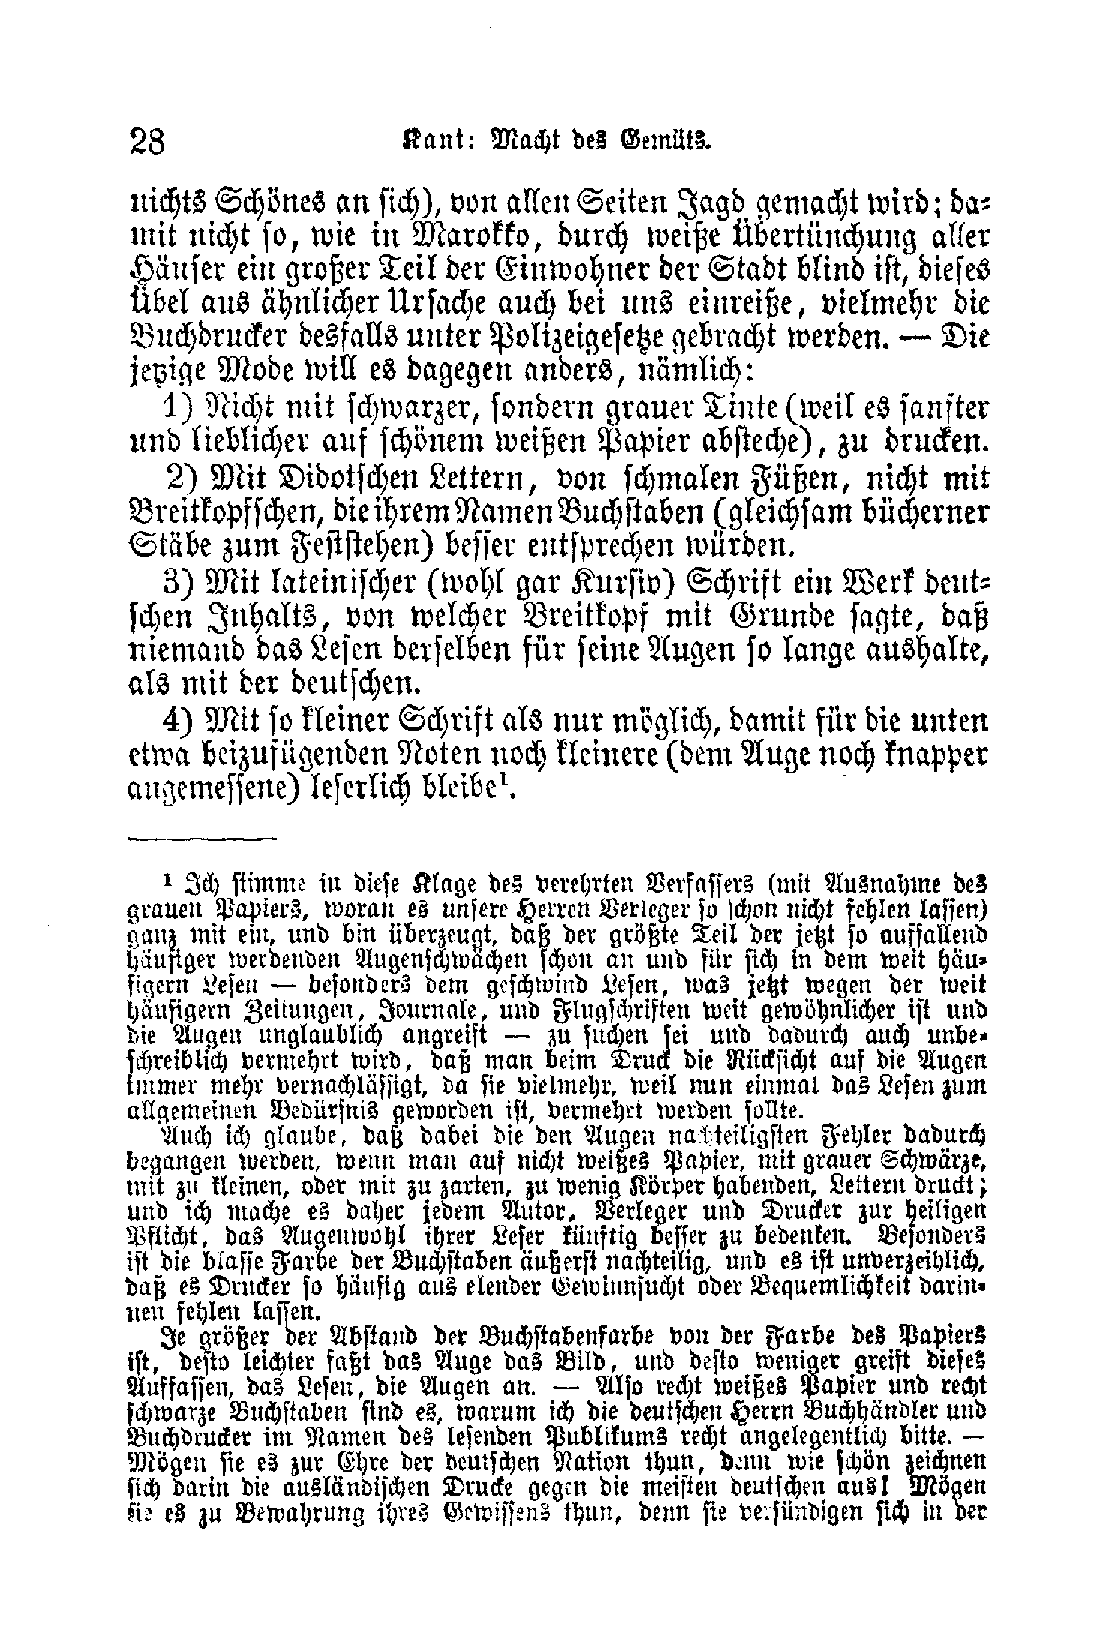 28 Kant: Macht des Gemüts.
nichts Schönes an sich), von allen Seiten Jagd gemacht wird; da-
mit nicht so, wie in Marokko, durch weiße Übertünchung aller
Häuser ein großer Teil der Einwohner der Stadt blind ist, dieses
Übel aus ähnlicher Ursache auch bei uns einreiße, vielmehr die
Buchdrucker desfalls unter Polizeigesetze gebracht werden. — Die
jetzige Mode will es dagegen anders, nämlich:
1) Nicht mit schwarzer, sondern grauer Tinte (weil es sanfter
und lieblicher auf schönem weißen Papier absteche), zu drucken.
2) Mit Didotschen Lettern, von schmalen Füßen, nicht mit
Breitkopfschen, die ihrem Namen Buchstaben (gleichsam bücherner
Stäbe zum Feststehen) besser entsprechen würden.
3) Mit lateinischer (wohl gar Kursiv) Schrift ein Werk deut-
schen Inhalts, von welcher Breitkopf mit Grunde sagte, daß
niemand das Lesen derselben für seine Augen so lange aushalte,
als mit der deutschen.
4) Mit so kleiner Schrift als nur möglich, damit für die unten
etwa beizufügenden Noten noch kleinere (dem Auge noch knapper
angemessene) leserlich bleibe¹.
¹ Ich stimme in diese Klage des verehrten Verfassers (mit Ausnahme des
grauen Papiers, woran es unsere Herren Verleger so schon nicht fehlen lassen)
ganz mit ein, und bin überzeugt, daß der größte Teil der jetzt so auffallend
häufiger werdenden Augenschwächen schon an und für sich in dem weit häu-
figern Lesen — besonders dem geschwind Lesen, was jetzt wegen der weit
häufigern Zeitungen, Journale, und Flugschriften weit gewöhnlicher ist und
die Augen unglaublich angreift — zu suchen sei und dadurch auch unbe-
schreiblich vermehrt wird, daß man beim Druck die Rücksicht auf die Augen
immer mehr vernachlässigt, da sie vielmehr, weil nun einmal das Lesen zum
allgemeinen Bedürfnis geworden ist, vermehrt werden sollte.
Auch ich glaube, daß dabei die den Augen nachteiligsten Fehler dadurch
begangen werden, wenn man auf nicht weißes Papier, mit grauer Schwärze,
mit zu kleinen, oder mit zu zarten, zu wenig Körper habenden, Lettern druckt;
und ich mache es daher jedem Autor, Verleger und Drucker zur heiligen
Pflicht, das Augenwohl ihrer Leser künftig besser zu bedenken. Besonders
ist die blasse Farbe der Buchstaben äußerst nachteilig, und es ist unverzeihlich,
daß es Drucker so häufig aus elender Gewinnsucht oder Bequemlichkeit darin-
nen fehlen lassen.
Je größer der Abstand der Buchstabenfarbe von der Farbe des Papiers
ist, desto leichter faßt das Auge das Bild, und desto weniger greift dieses
Auffassen, das Lesen, die Augen an. — Also recht weißes Papier und recht
schwarze Buchstaben sind es, warum ich die deutschen Herrn Buchhändler und
Buchdrucker im Namen des lesenden Publikums recht angelegentlich bitte. —
Mögen sie es zur Ehre der deutschen Nation thun, denn wie schön zeichnen
sich darin die ausländischen Drucke gegen die meisten deutschen aus! Mögen
sie es zu Bewahrung ihres Gewissens thun, denn sie versündigen sich in der